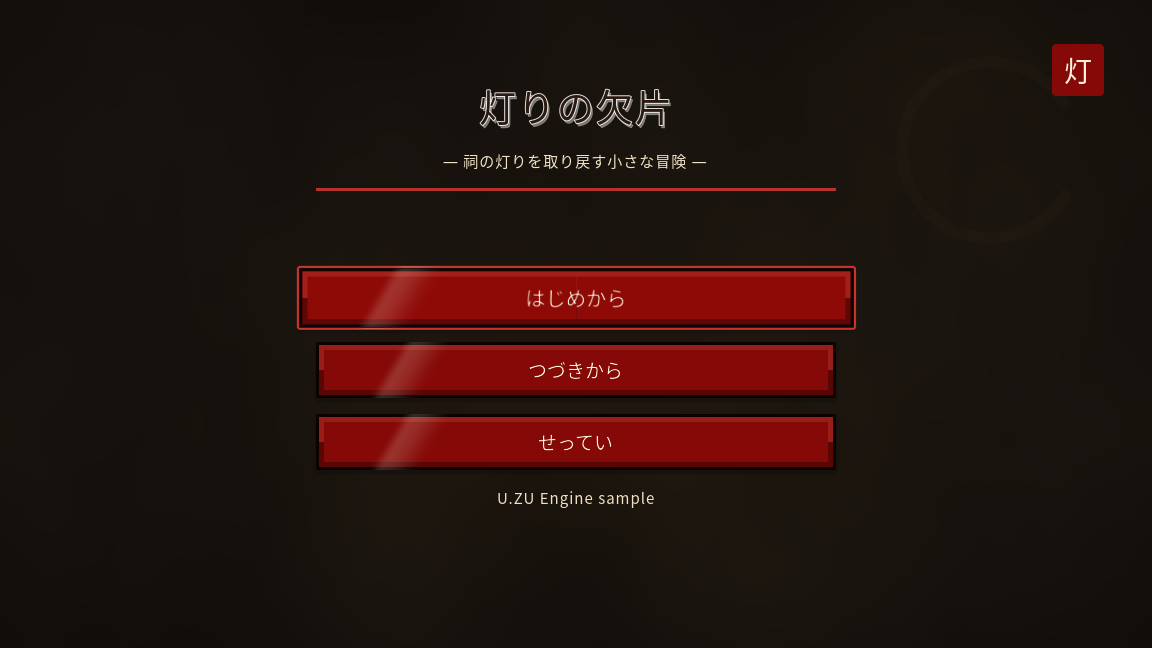 灯
灯りの欠片
― 祠の灯りを取り戻す小さな冒険 ―
はじめから
つづきから
せってい
U.ZU Engine sample